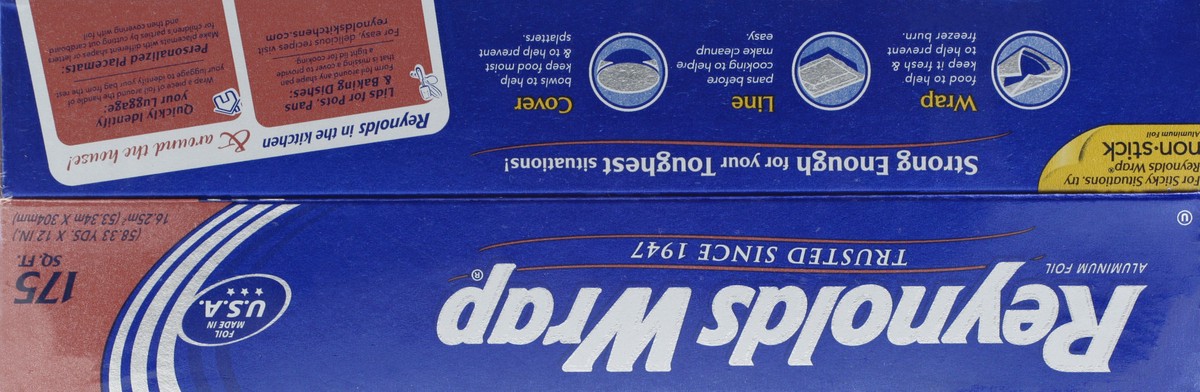 Reynolds Wrap®
ALUMINUM FOIL
TRUSTED SINCE 1947
U
FOIL
MADE IN
U.S.A.
175
SQ. FT.
(58.33 YDS. X 12 IN.)
16.25m² (53.34m X 304mm)
For Sticky Situations, try
Reynolds Wrap®
non-stick
Aluminum Foil
Strong Enough for your Toughest situations!
Wrap
food to help
keep it fresh &
to help prevent
freezer burn.
Line
pans before
cooking to helpre
make cleanup
easy.
Cover
bowls to help
keep food moist
& to help prevent
splatters.
Reynolds in the kitchen & around the house!
Lids for Pots, Pans
& Baking Dishes:
Form foil around any shape pan
that is missing a cover to provide
a tight lid for cooking
For easy, delicious recipes visit
reynoldskitchens.com
Quickly Identify
your Luggage:
Wrap a piece of foil around the handle of
your luggage to identify your bag from the rest.
Personalized Placemats:
Make placemats with different shapes or letters
for children's parties by cutting out cardboard
and then covering with foil